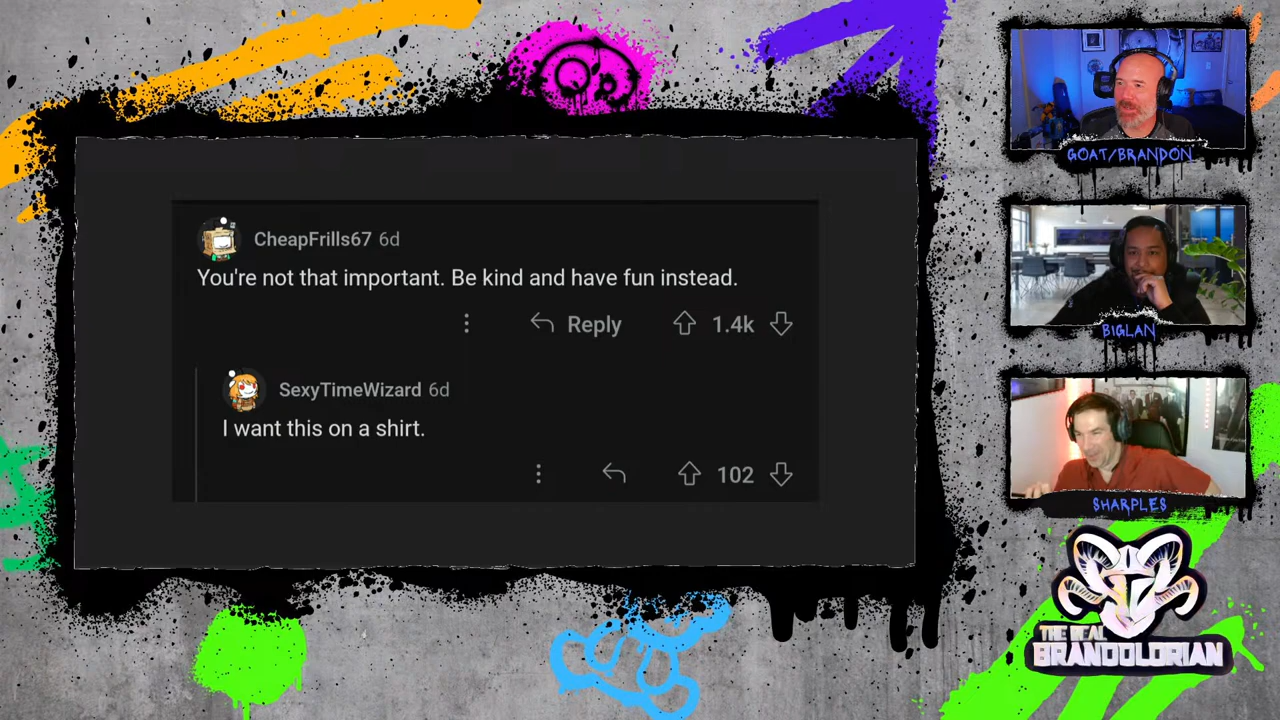 CheapFrills67 6d
You're not that important. Be kind and have fun instead.
Reply 1.4k
SexyTimeWizard 6d
I want this on a shirt.
102
GOAT/BRANDON
BIGLAN
SHARPLES
THE REAL
BRANDOLORIAN